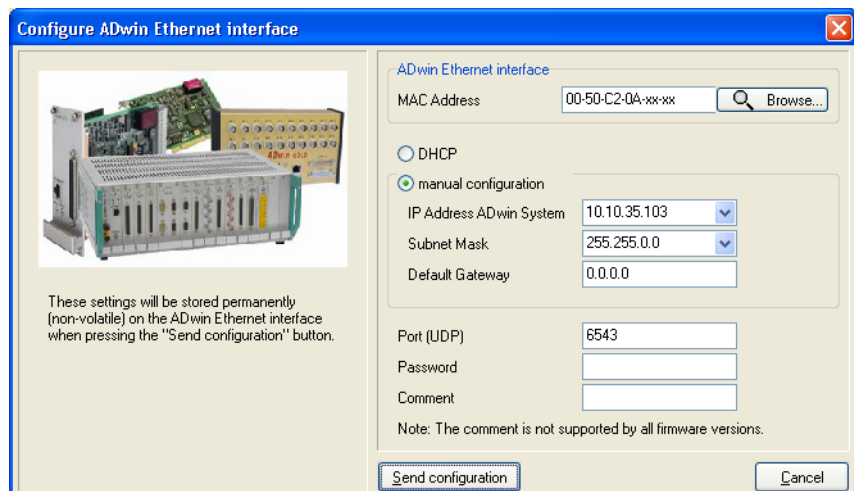 Configure ADwin Ethernet interface
ADwin GOLD
These settings will be stored permanently
(non-volatile) on the ADwin Ethernet interface
when pressing the "Send configuration" button.
ADwin Ethernet interface
MAC Address 00-50-C2-0A-xx-xx Browse...
DHCP
manual configuration
IP Address ADwin System 10.10.35.103
Subnet Mask 255.255.0.0
Default Gateway 0.0.0.0
Port (UDP) 6543
Password
Comment
Note: The comment is not supported by all firmware versions.
Send configuration Cancel